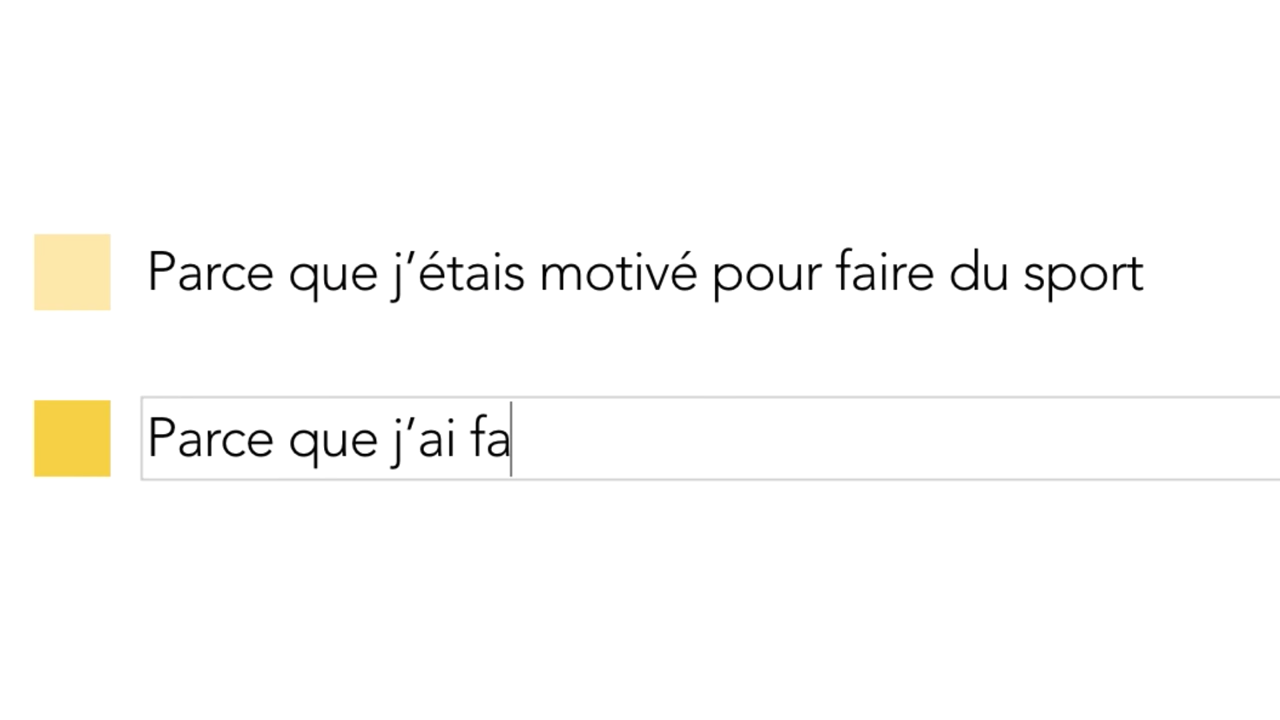 Parce que j’étais motivé pour faire du sport
Parce que j’ai fa